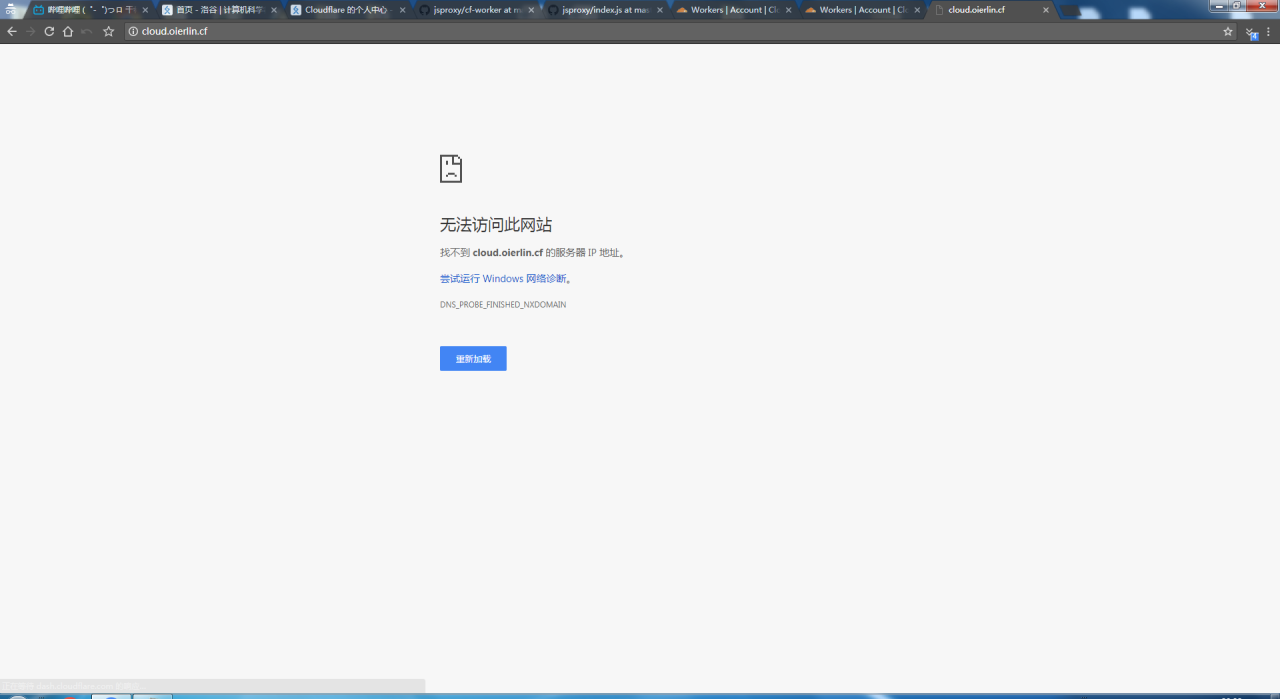 哔哩哔哩 ( ゜- ゜)つロ 干
首页 - 洛谷 | 计算机科学
Cloudflare 的个人中心
jsproxy/cf-worker at m
jsproxy/index.js at mas
Workers | Account | Cl
Workers | Account | Cl
cloud.oierlin.cf
cloud.oierlin.cf
4
无法访问此网站
找不到 cloud.oierlin.cf 的服务器 IP 地址。
尝试运行 Windows 网络诊断。
DNS_PROBE_FINISHED_NXDOMAIN
重新加载